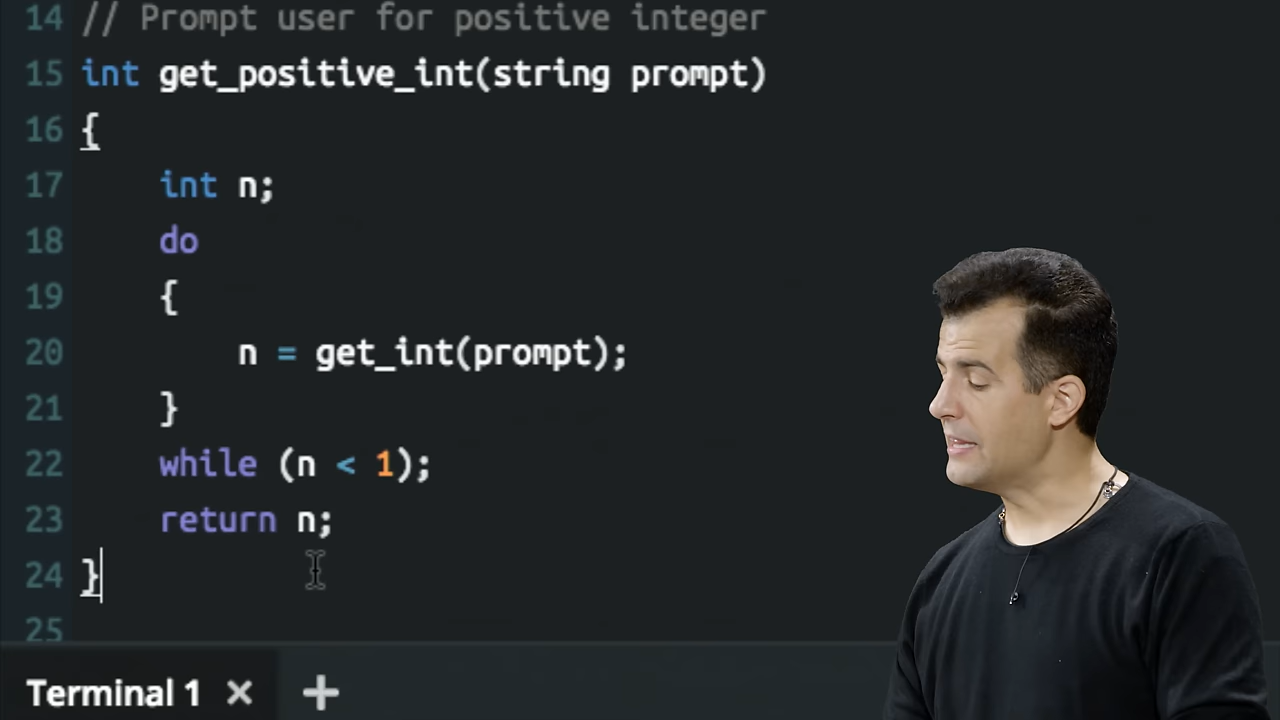 14 // Prompt user for positive integer
15 int get_positive_int(string prompt)
16 {
17     int n;
18     do
19     {
20         n = get_int(prompt);
21     }
22     while (n < 1);
23     return n;
24 }
25
Terminal 1 × +